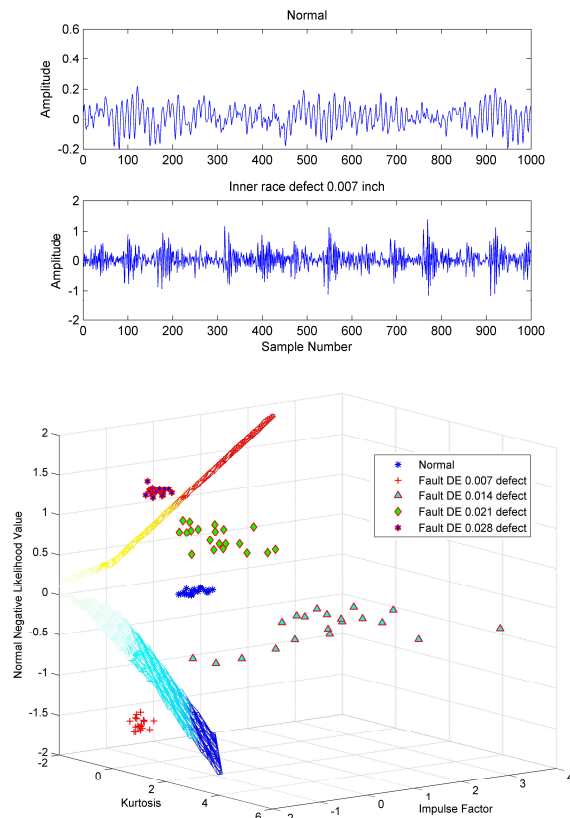 Normal
0.6
0.4
0.2
0
-0.2
Amplitude
0 100 200 300 400 500 600 700 800 900 1000
Inner race defect 0.007 inch
2
1
0
-1
-2
Amplitude
0 100 200 300 400 500 600 700 800 900 1000
Sample Number
2
1.5
1
0.5
0
-0.5
-1
-1.5
-2
Normal Negative Likelihood Value
Normal
Fault DE 0.007 defect
Fault DE 0.014 defect
Fault DE 0.021 defect
Fault DE 0.028 defect
-2 0 2 4 6
Kurtosis
-2 -1 0 1 2 3 4
Impulse Factor